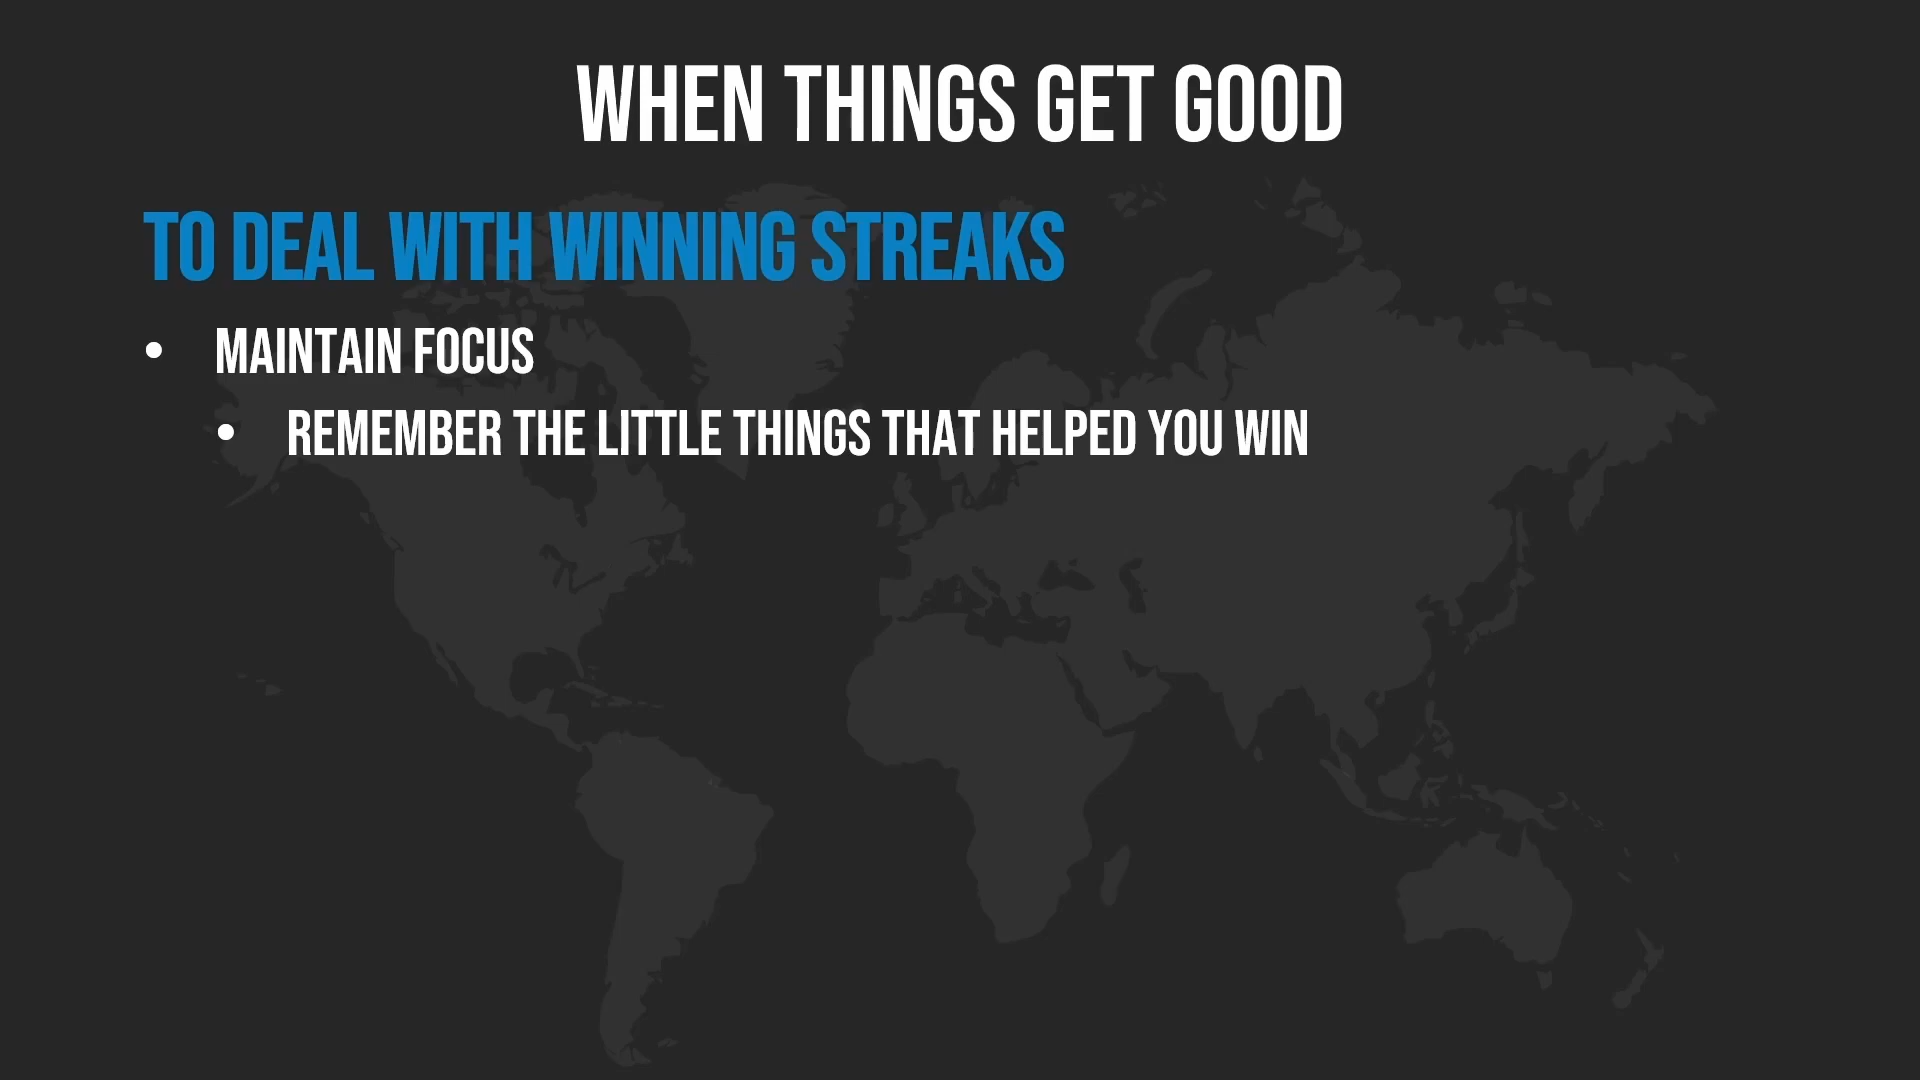 WHEN THINGS GET GOOD
TO DEAL WITH WINNING STREAKS
• MAINTAIN FOCUS
• REMEMBER THE LITTLE THINGS THAT HELPED YOU WIN